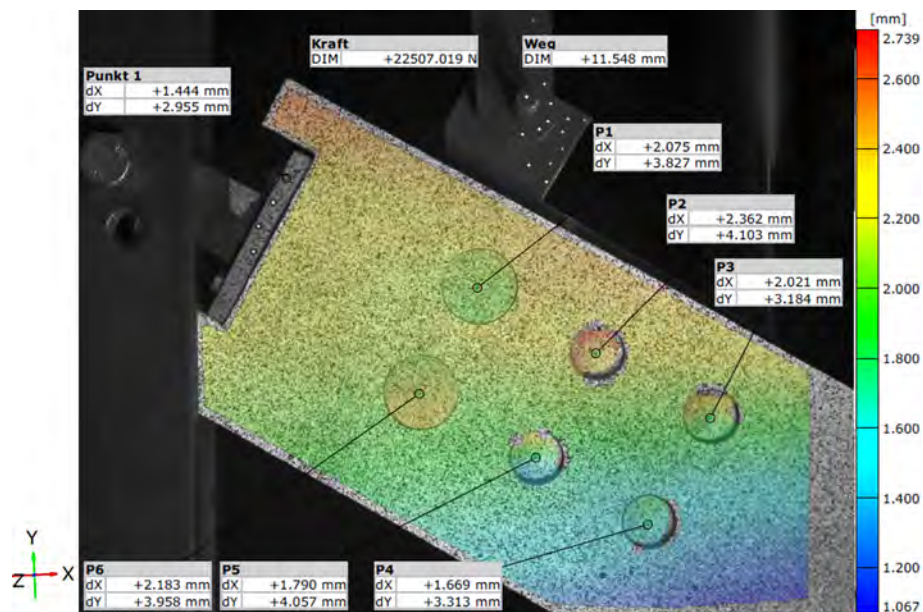 [mm]
2.739
2.600
2.400
2.200
2.000
1.800
1.600
1.400
1.200
1.067
Kraft
DIM +22507.019 N
Weg
DIM +11.548 mm
Punkt 1
dX +1.444 mm
dY +2.955 mm
P1
dX +2.075 mm
dY +3.827 mm
P2
dX +2.362 mm
dY +4.103 mm
P3
dX +2.021 mm
dY +3.184 mm
P6
dX +2.183 mm
dY +3.958 mm
P5
dX +1.790 mm
dY +4.057 mm
P4
dX +1.669 mm
dY +3.313 mm
Y
Z
X